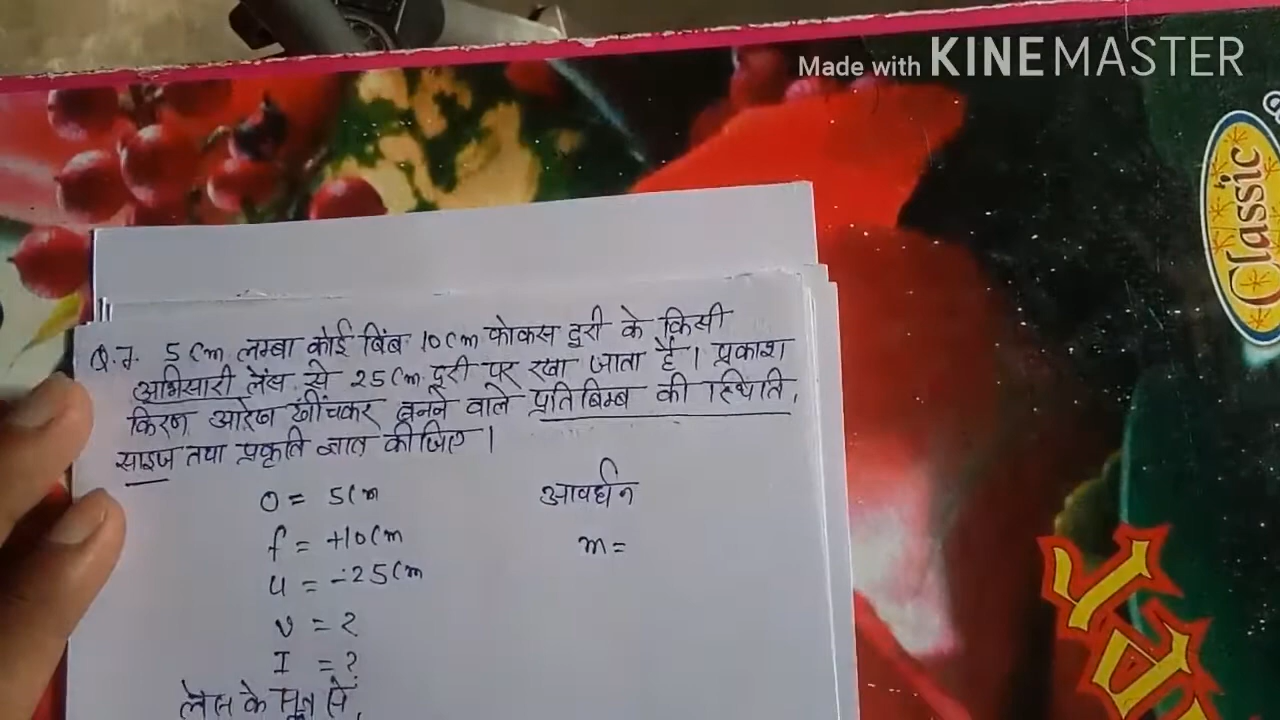 Made with KINEMASTER
Classic
Q.7. 5 Cm लम्बा कोई बिंब 10 Cm फोकस दुरी के किसी
अभिसारी लेंस से 25 Cm दूरी पर रखा जाता है। प्रकाश
किरण आरेख खींचकर बनने वाले प्रतिबिम्ब की स्थिति,
साइज तथा प्रकृति ज्ञात कीजिए।
O = 5 Cm
आवर्धन
f = +10 Cm
m =
u = -25 Cm
v = ?
I = ?
लेंस के सूत्र से,